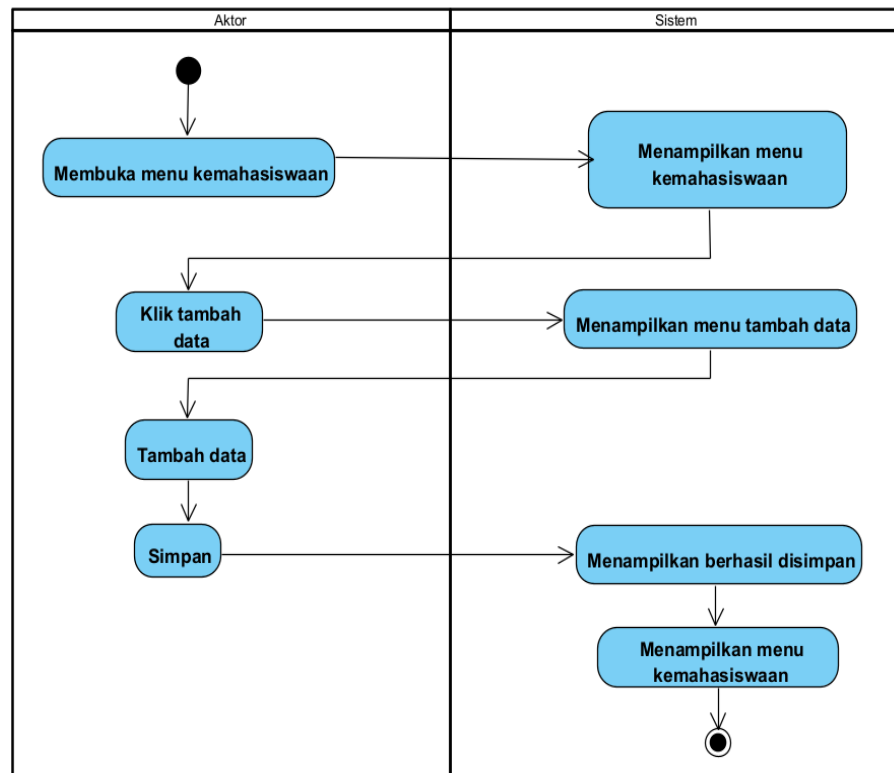 Aktor
Sistem
Membuka menu kemahasiswaan
Menampilkan menu
kemahasiswaan
Klik tambah
data
Menampilkan menu tambah data
Tambah data
Simpan
Menampilkan berhasil disimpan
Menampilkan menu
kemahasiswaan